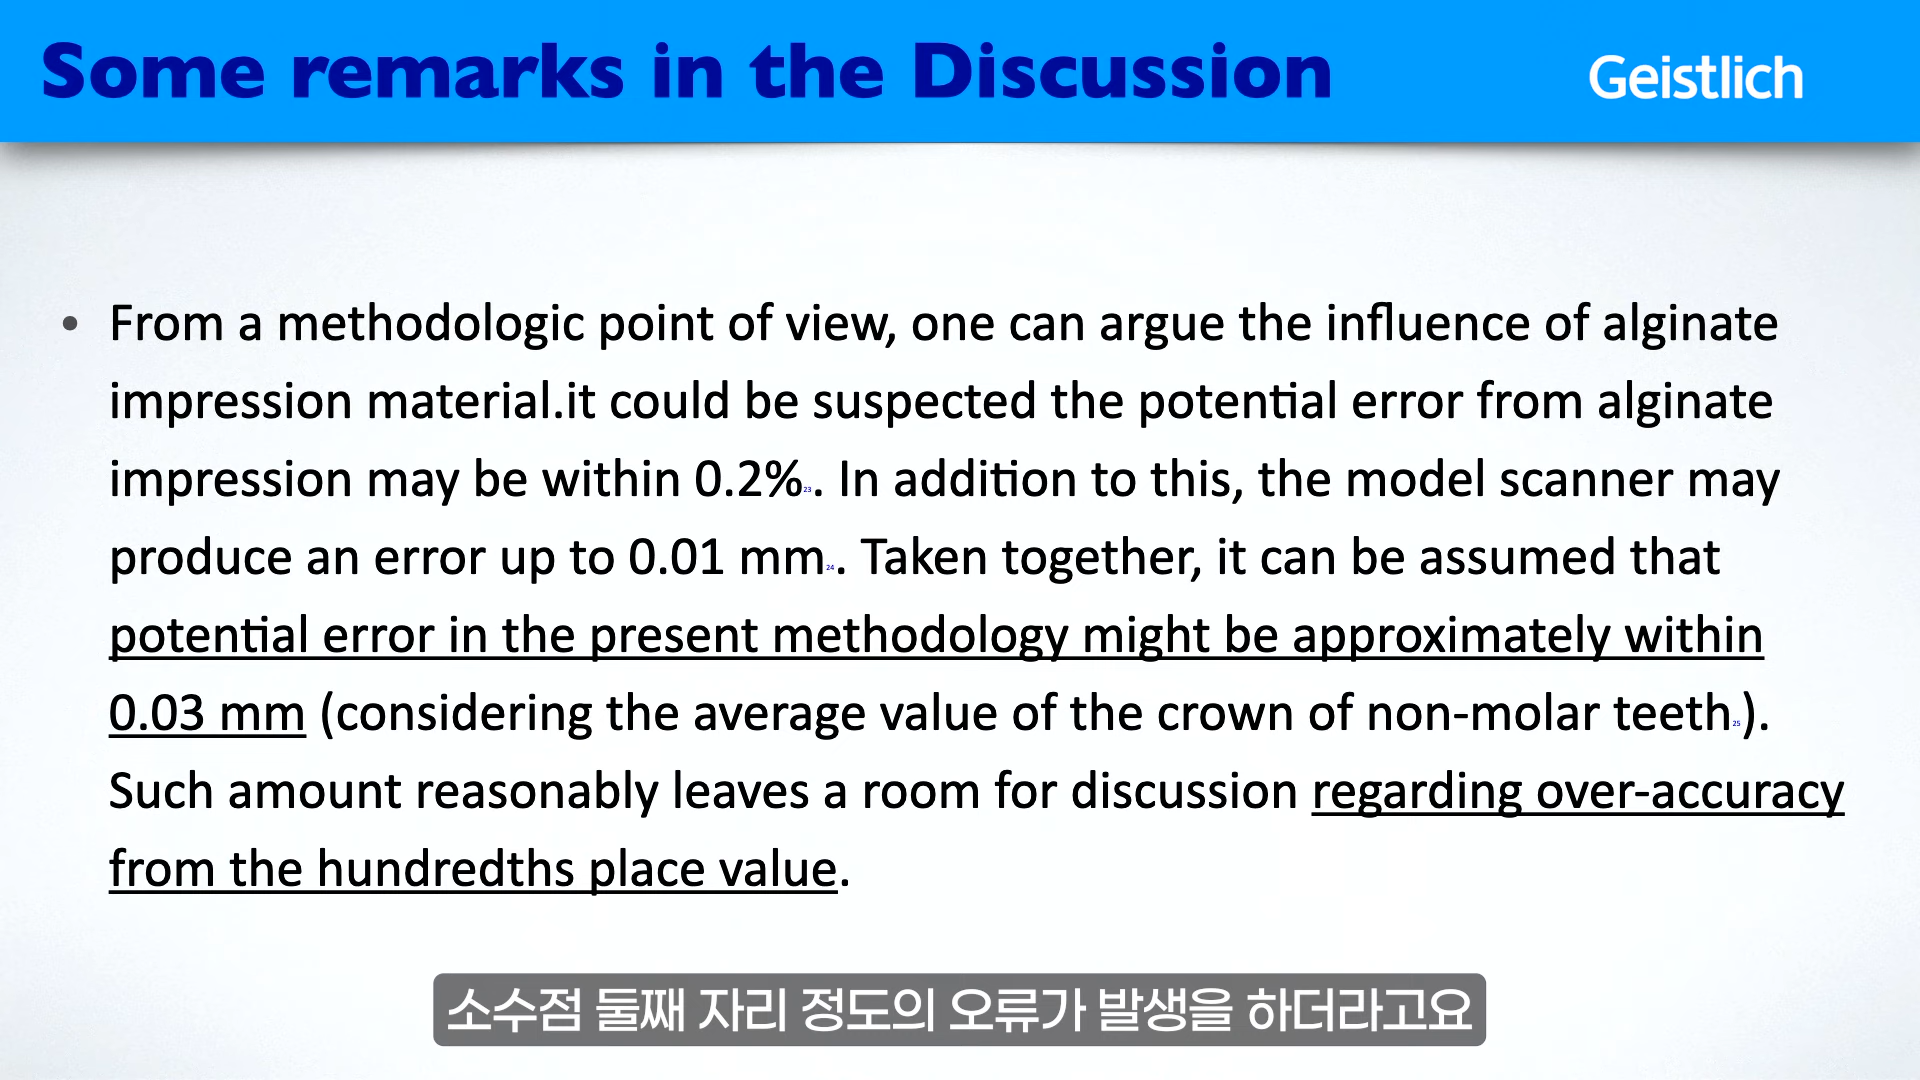 Some remarks in the Discussion
Geistlich
• From a methodologic point of view, one can argue the influence of alginate
impression material.it could be suspected the potential error from alginate
impression may be within 0.2%23. In addition to this, the model scanner may
produce an error up to 0.01 mm24. Taken together, it can be assumed that
potential error in the present methodology might be approximately within
0.03 mm (considering the average value of the crown of non-molar teeth25).
Such amount reasonably leaves a room for discussion regarding over-accuracy
from the hundredths place value.
소수점 둘째 자리 정도의 오류가 발생을 하더라고요